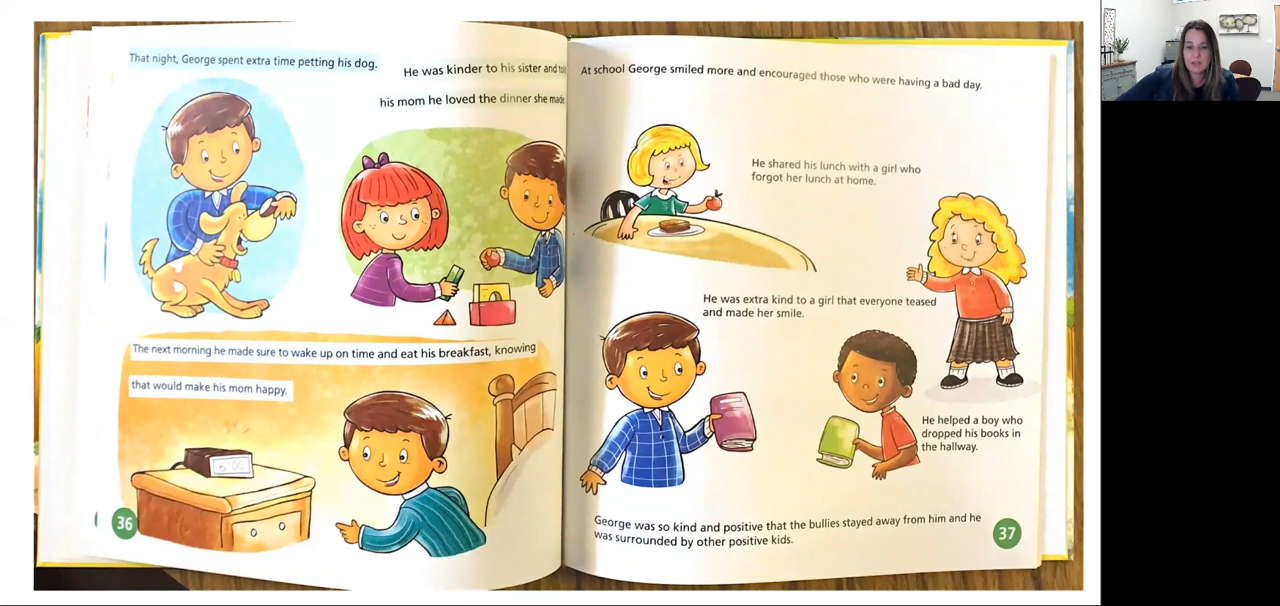 That night, George spent extra time petting his dog.
He was kinder to his sister and
his mom he loved the dinner she made
The next morning he made sure to wake up on time and eat his breakfast, knowing
that would make his mom happy.
6:00
36
At school George smiled more and encouraged those who were having a bad day.
He shared his lunch with a girl who
forgot her lunch at home.
He was extra kind to a girl that everyone teased
and made her smile.
He helped a boy who
dropped his books in
the hallway.
George was so kind and positive that the bullies stayed away from him and he
was surrounded by other positive kids.
37